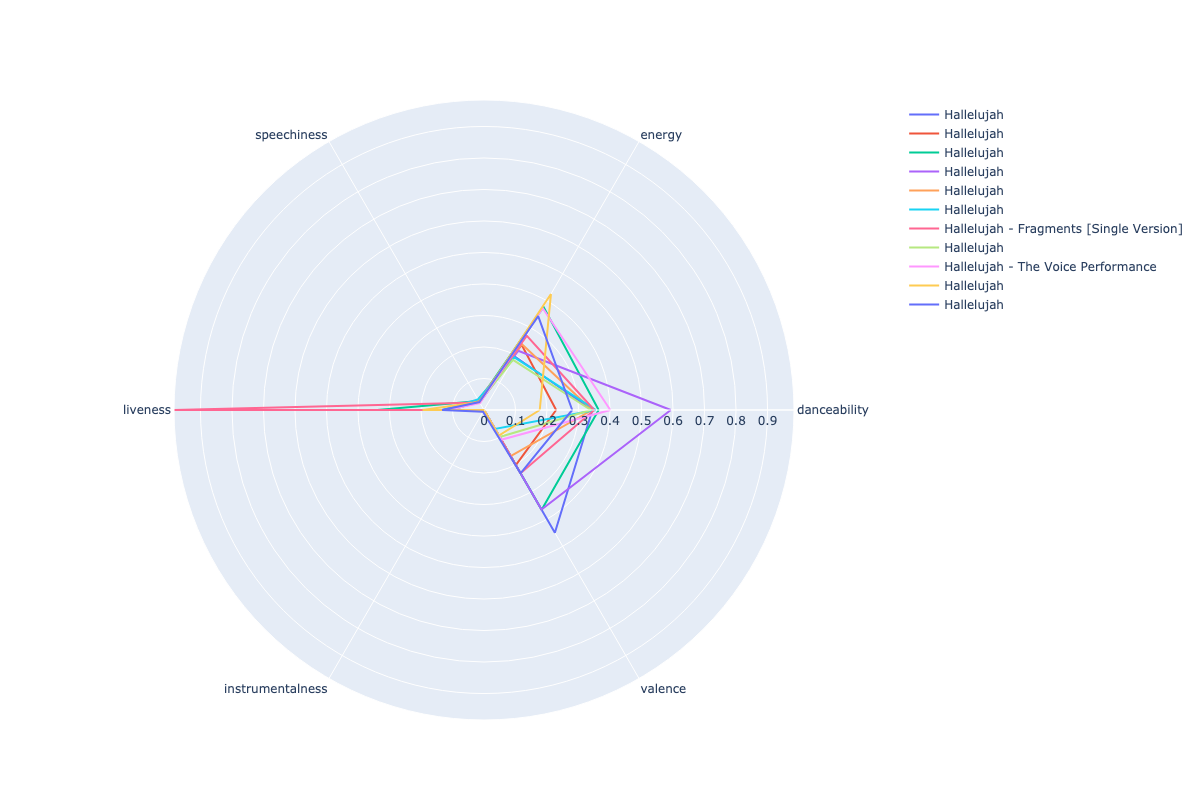 speechiness
energy
liveness
danceability
0 0.1 0.2 0.3 0.4 0.5 0.6 0.7 0.8 0.9
instrumentalness
valence
Hallelujah
Hallelujah
Hallelujah
Hallelujah
Hallelujah
Hallelujah
Hallelujah - Fragments [Single Version]
Hallelujah
Hallelujah - The Voice Performance
Hallelujah
Hallelujah